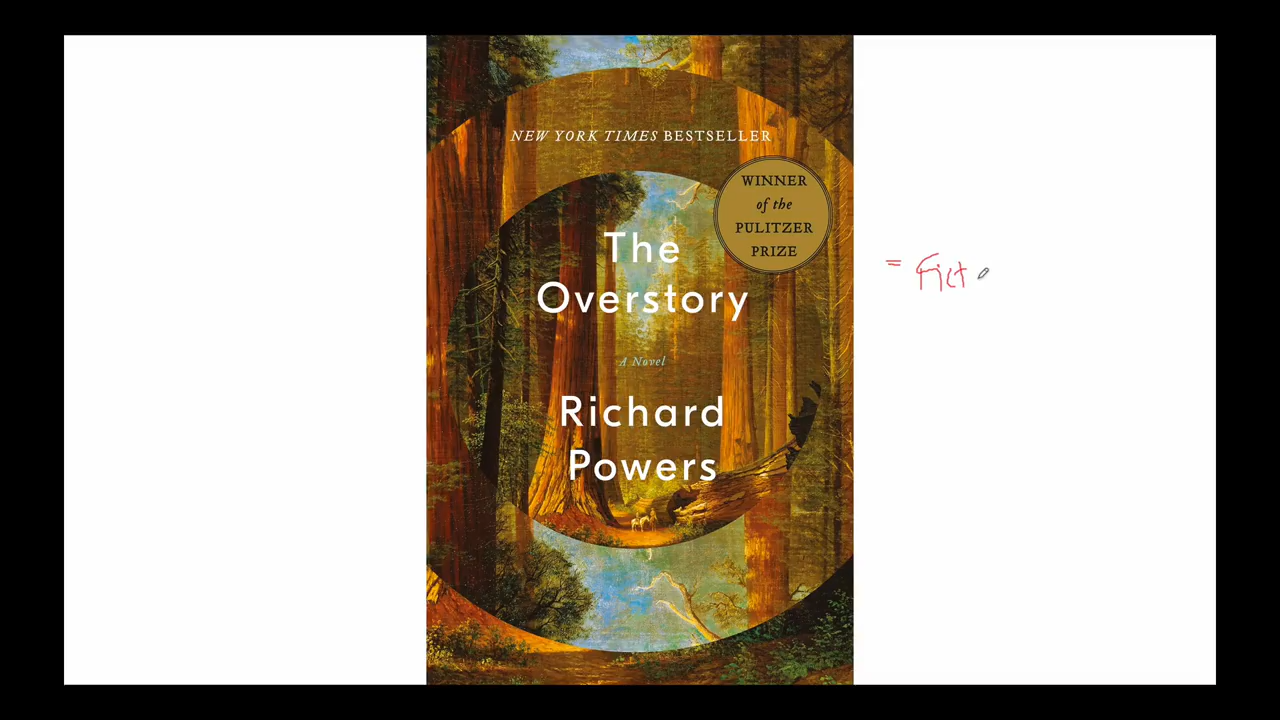 NEW YORK TIMES BESTSELLER
WINNER
of the
PULITZER
PRIZE
The
Overstory
A Novel
Richard
Powers
= Fict